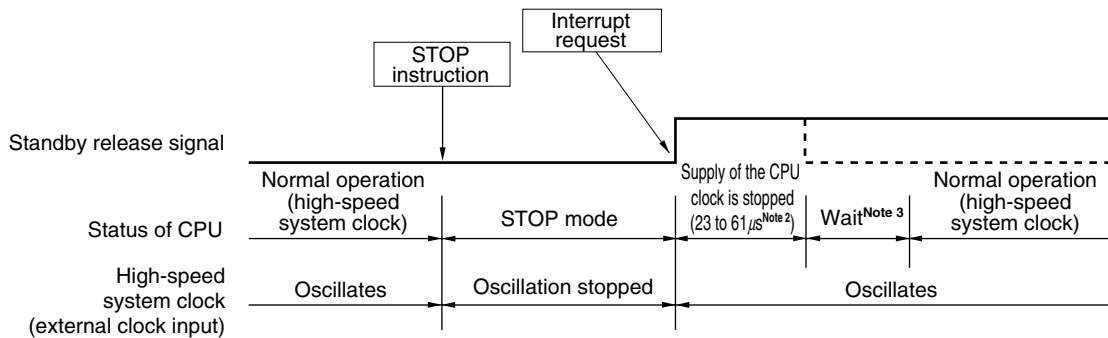 Interrupt
request
STOP
instruction
Standby release signal
Status of CPU
Normal operation
(high-speed
system clock)
STOP mode
Supply of the CPU
clock is stopped
(23 to 61 μsNote 2)
WaitNote 3
Normal operation
(high-speed
system clock)
High-speed
system clock
(external clock input)
Oscillates
Oscillation stopped
Oscillates